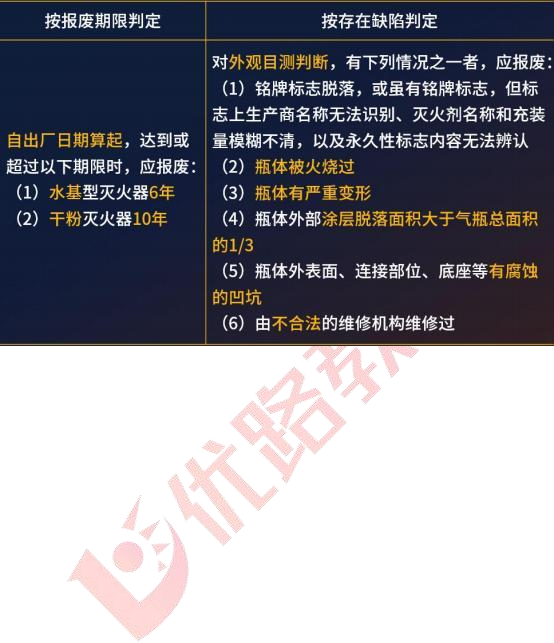 按报废期限判定
按存在缺陷判定
自出厂日期算起，达到或
超过以下期限时，应报废：
（1）水基型灭火器6年
（2）干粉灭火器10年
对外观目测判断，有下列情况之一者，应报废：
（1）铭牌标志脱落，或虽有铭牌标志，但标
志上生产商名称无法识别、灭火剂名称和充装
量模糊不清，以及永久性标志内容无法辨认
（2）瓶体被火烧过
（3）瓶体有严重变形
（4）瓶体外部涂层脱落面积大于气瓶总面积
的1/3
（5）瓶体外表面、连接部位、底座等有腐蚀
的凹坑
（6）由不合法的维修机构维修过
优路教